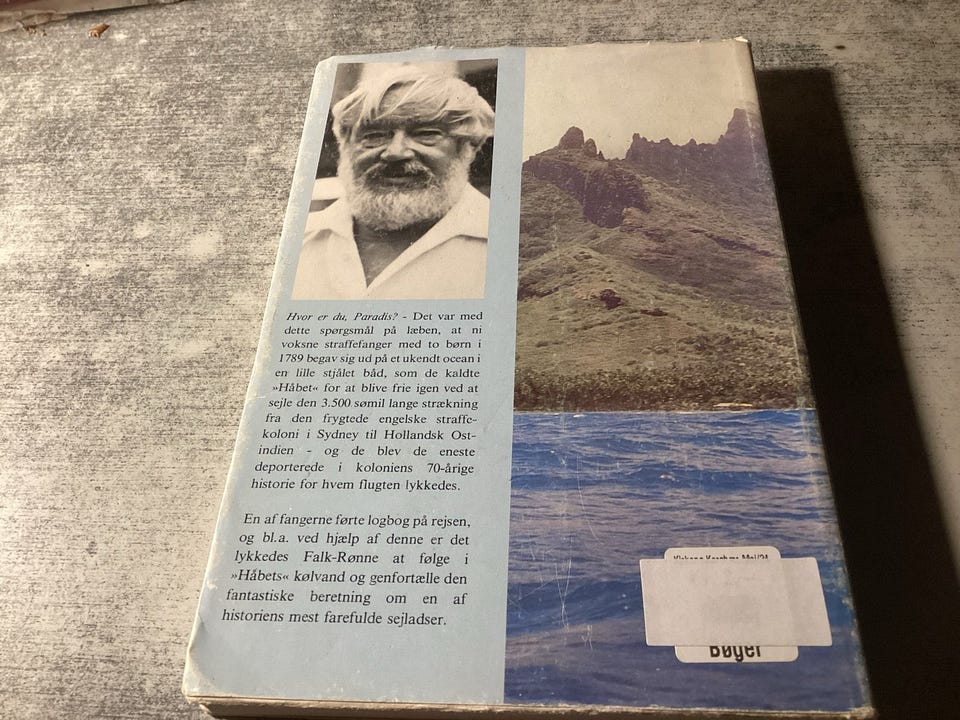 Hvor er du, Paradis? - Det var med
dette spørgsmål på læben, at ni
voksne straffefanger med to børn i
1789 begav sig ud på et ukendt ocean i
en lille stjålet båd, som de kaldte
»Håbet« for at blive frie igen ved at
sejle den 3.500 sømil lange strækning
fra den frygtede engelske straffe-
koloni i Sydney til Hollandsk Ost-
indien - og de blev de eneste
deporterede i koloniens 70-årige
historie for hvem flugten lykkedes.
En af fangerne førte logbog på rejsen,
og bl.a. ved hjælp af denne er det
lykkedes Falk-Rønne at følge i
»Håbets« kølvand og genfortælle den
fantastiske beretning om en af
historiens mest farefulde sejladser.
Bøger